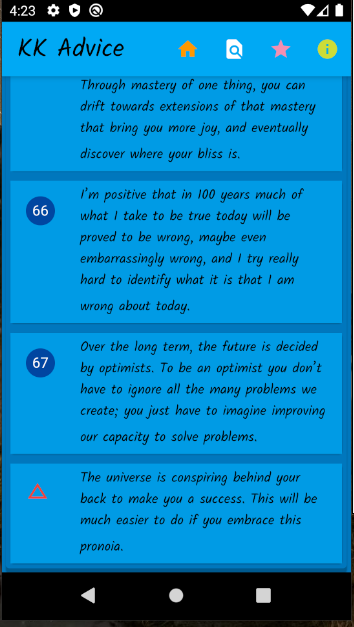 4:23
KK Advice
Through mastery of one thing, you can
drift towards extensions of that mastery
that bring you more joy, and eventually
discover where your bliss is.
66
I'm positive that in 100 years much of
what I take to be true today will be
proved to be wrong, maybe even
embarrassingly wrong, and I try really
hard to identify what it is that I am
wrong about today.
67
Over the long term, the future is decided
by optimists. To be an optimist you don't
have to ignore all the many problems we
create; you just have to imagine improving
our capacity to solve problems.
The universe is conspiring behind your
back to make you a success. This will be
much easier to do if you embrace this
pronoia.